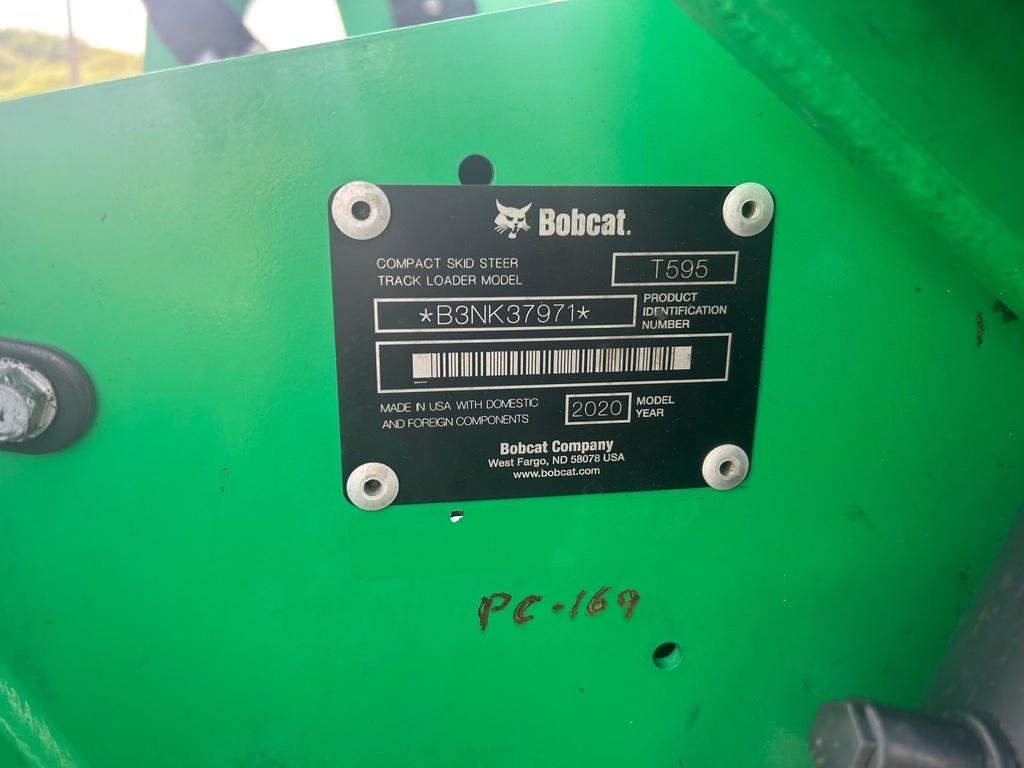 Bobcat.
COMPACT SKID STEER
TRACK LOADER MODEL
T595
*B3NK37971*
PRODUCT
IDENTIFICATION
NUMBER
MADE IN USA WITH DOMESTIC
AND FOREIGN COMPONENTS
2020
MODEL
YEAR
Bobcat Company
West Fargo, ND 58078 USA
www.bobcat.com
PC-169